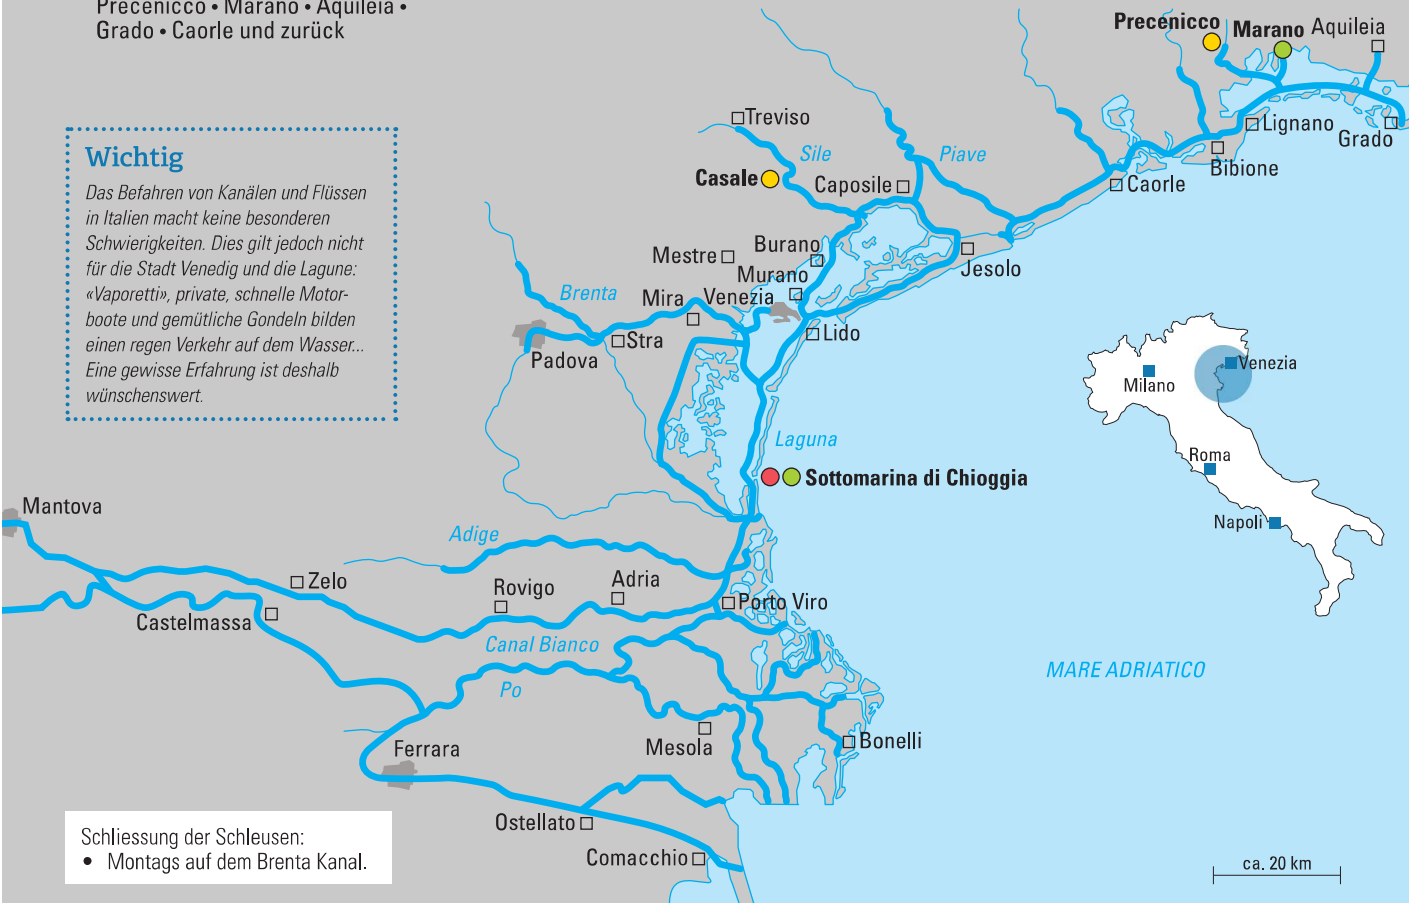 Precenicco • Marano • Aquileia •
Grado • Caorle und zurück
Wichtig
Das Befahren von Kanälen und Flüssen
in Italien macht keine besonderen
Schwierigkeiten. Dies gilt jedoch nicht
für die Stadt Venedig und die Lagune:
«Vaporetti», private, schnelle Motor-
boote und gemütliche Gondeln bilden
einen regen Verkehr auf dem Wasser...
Eine gewisse Erfahrung ist deshalb
wünschenswert.
Precenicco
Marano
Aquileia
Treviso
Lignano
Grado
Sile
Piave
Bibione
Casale
Caposile
Caorle
Mestre
Burano
Jesolo
Murano
Brenta
Mira
Venezia
Stra
Lido
Padova
Venezia
Milano
Laguna
Roma
Sottomarina di Chioggia
Mantova
Napoli
Adige
Zelo
Rovigo
Adria
Porto Viro
Castelmassa
Canal Bianco
MARE ADRIATICO
Po
Ferrara
Mesola
Bonelli
Ostellato
Comacchio
Schliessung der Schleusen:
• Montags auf dem Brenta Kanal.
ca. 20 km